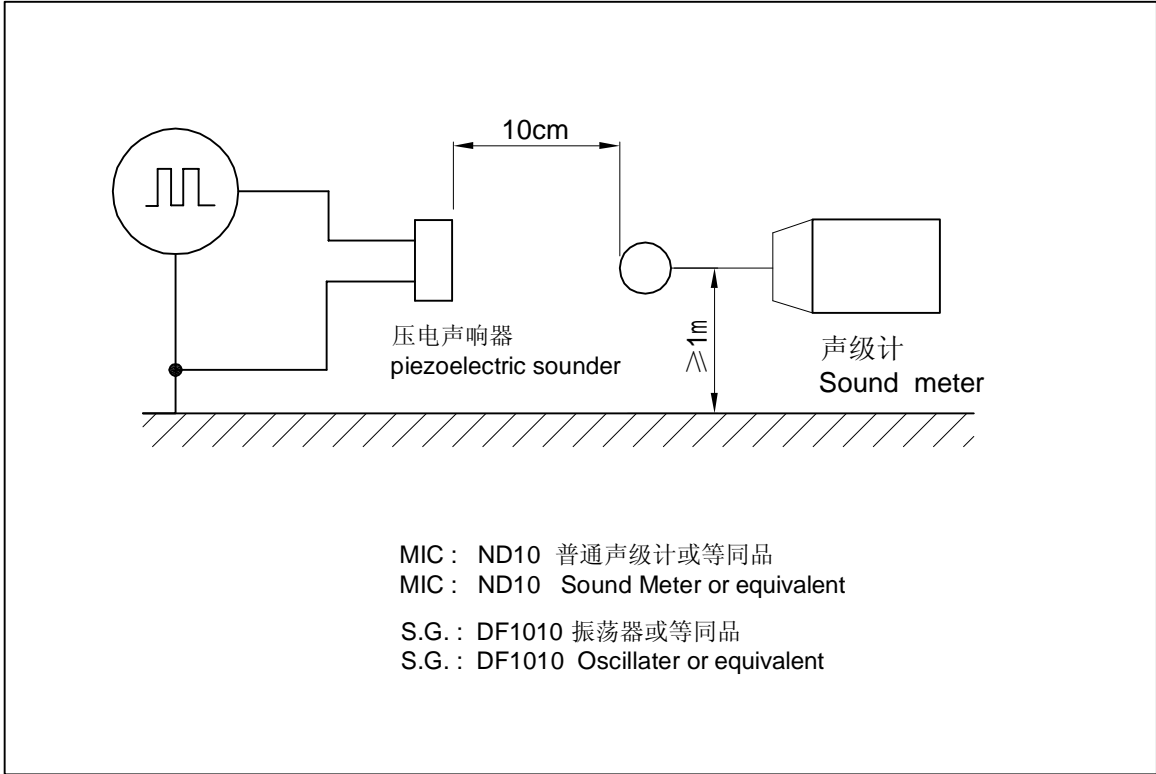 10cm
压电声响器
piezoelectric sounder
≥1m
声级计
Sound meter
MIC : ND10 普通声级计或等同品
MIC : ND10 Sound Meter or equivalent
S.G. : DF1010 振荡器或等同品
S.G. : DF1010 Oscillater or equivalent